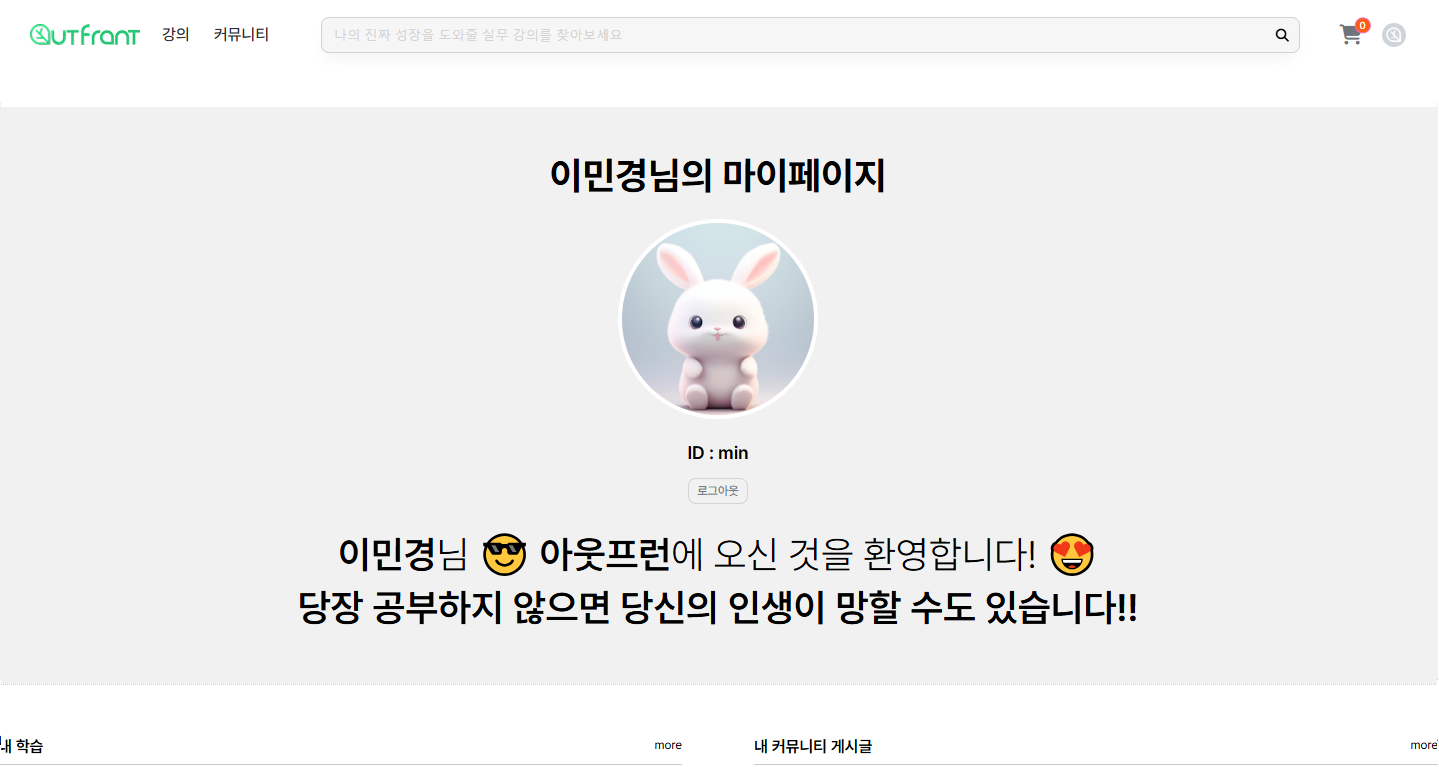 Outfrant 강의 커뮤니티 나의 진짜 성장을 도와줄 실무 강의를 찾아보세요 0
이민경님의 마이페이지
ID : min
로그아웃
이민경님 😎 아웃프런에 오신 것을 환영합니다! 😍
당장 공부하지 않으면 당신의 인생이 망할 수도 있습니다!!
내 학습 more 내 커뮤니티 게시글 more